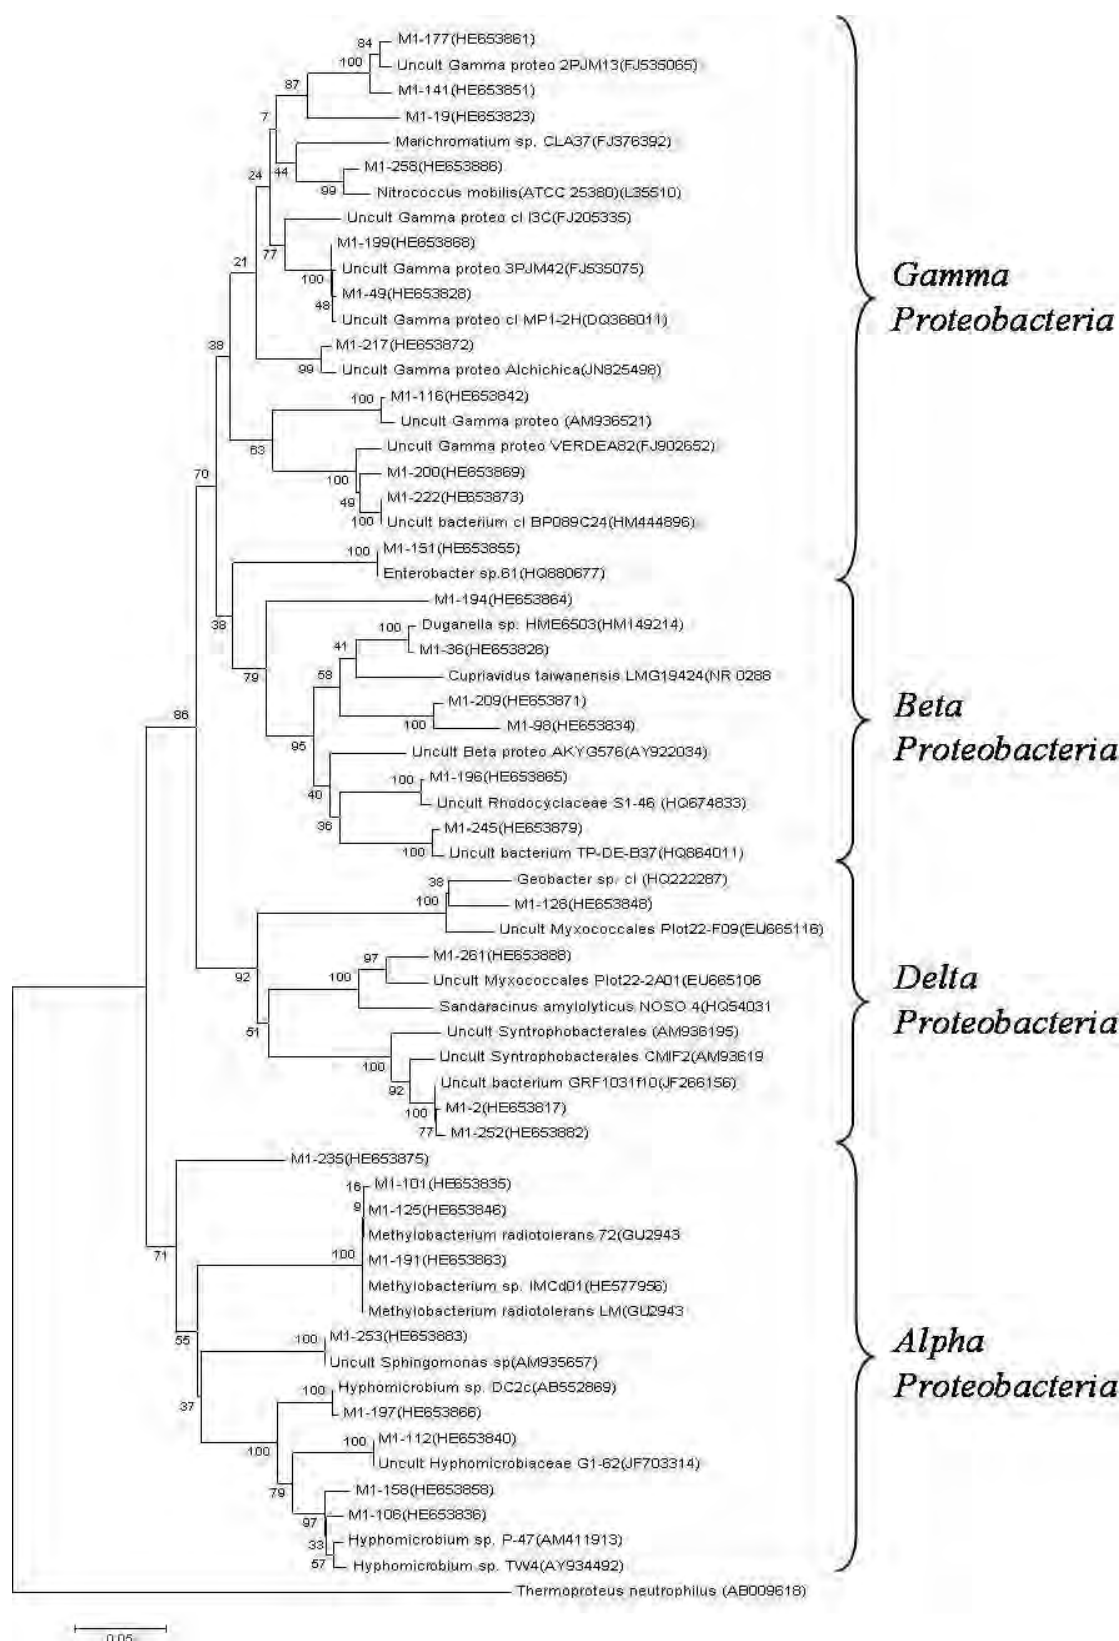 M1-177(HE653861)
84
100
Uncult Gamma proteo 2PJM13(FJ535065)
87
M1-141(HE653851)
7
M1-19(HE653823)
Marichromatium sp. CLA37(FJ376392)
44
M1-258(HE653886)
24
99
Nitrococcus mobilis(ATCC 25380)(L35510)
Uncult Gamma proteo cl I3C(FJ205335)
77
M1-199(HE653868)
21
100
Uncult Gamma proteo 3PJM42(FJ535075)
M1-49(HE653828)
48
Uncult Gamma proteo cl MP1-2H(DQ366011)
Gamma
Proteobacteria
38
M1-217(HE653872)
99
Uncult Gamma proteo Alchichica(JN825498)
100
M1-116(HE653842)
Uncult Gamma proteo (AM936521)
63
Uncult Gamma proteo VERDEA82(FJ902652)
70
100
M1-200(HE653869)
49
M1-222(HE653873)
100
Uncult bacterium cl BP089C24(HM444896)
100
M1-151(HE653855)
Enterobacter sp.61(HQ880677)
38
M1-194(HE653864)
79
100
Duganella sp. HME6503(HM149214)
41
M1-36(HE653826)
58
Cupriavidus taiwanensis LMG19424(NR 0288
M1-209(HE653871)
86
100
M1-98(HE653834)
95
Uncult Beta proteo AKYG576(AY922034)
Beta
Proteobacteria
40
100
M1-196(HE653865)
Uncult Rhodocyclaceae S1-46 (HQ674833)
36
M1-245(HE653879)
100
Uncult bacterium TP-DE-B37(HQ864011)
38
Geobacter sp. cl (HQ222287)
100
M1-128(HE653848)
Uncult Myxococcales Plot22-F09(EU665116)
92
97
M1-261(HE653888)
100
Uncult Myxococcales Plot22-2A01(EU665106
Sandaracinus amylolyticus NOSO 4(HQ54031
51
Uncult Syntrophobacterales (AM936195)
100
Uncult Syntrophobacterales CMIF2(AM93619
92
Uncult bacterium GRF1031f10(JF266156)
100
M1-2(HE653817)
77
M1-252(HE653882)
Delta
Proteobacteria
M1-235(HE653875)
71
16
M1-101(HE653835)
9
M1-125(HE653846)
Methylobacterium radiotolerans 72(GU2943
100
M1-191(HE653863)
Methylobacterium sp. IMCd01(HE577956)
Methylobacterium radiotolerans LM(GU2943
55
100
M1-253(HE653883)
Uncult Sphingomonas sp(AM935657)
37
100
Hyphomicrobium sp. DC2c(AB552869)
M1-197(HE653866)
100
100
M1-112(HE653840)
Uncult Hyphomicrobiaceae G1-62(JF703314)
79
M1-158(HE653858)
97
M1-106(HE653836)
33
Hyphomicrobium sp. P-47(AM411913)
57
Hyphomicrobium sp. TW4(AY934492)
Alpha
Proteobacteria
Thermoproteus neutrophilus (AB009618)
0.05